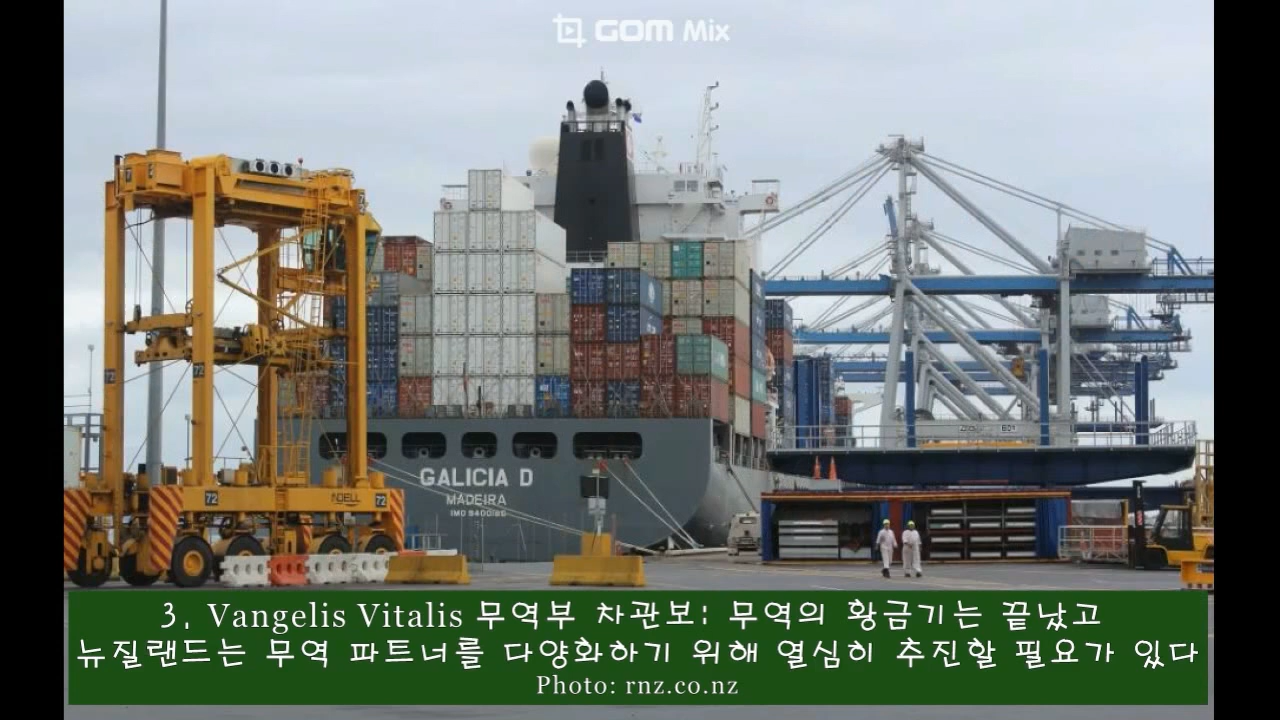 GOM Mix
GALICIA D
MADEIRA
72
72
72
72
NOELL
3. Vangelis Vitalis 무역부 차관보: 무역의 황금기는 끝났고
뉴질랜드는 무역 파트너를 다양화하기 위해 열심히 추진할 필요가 있다
Photo: rnz.co.nz